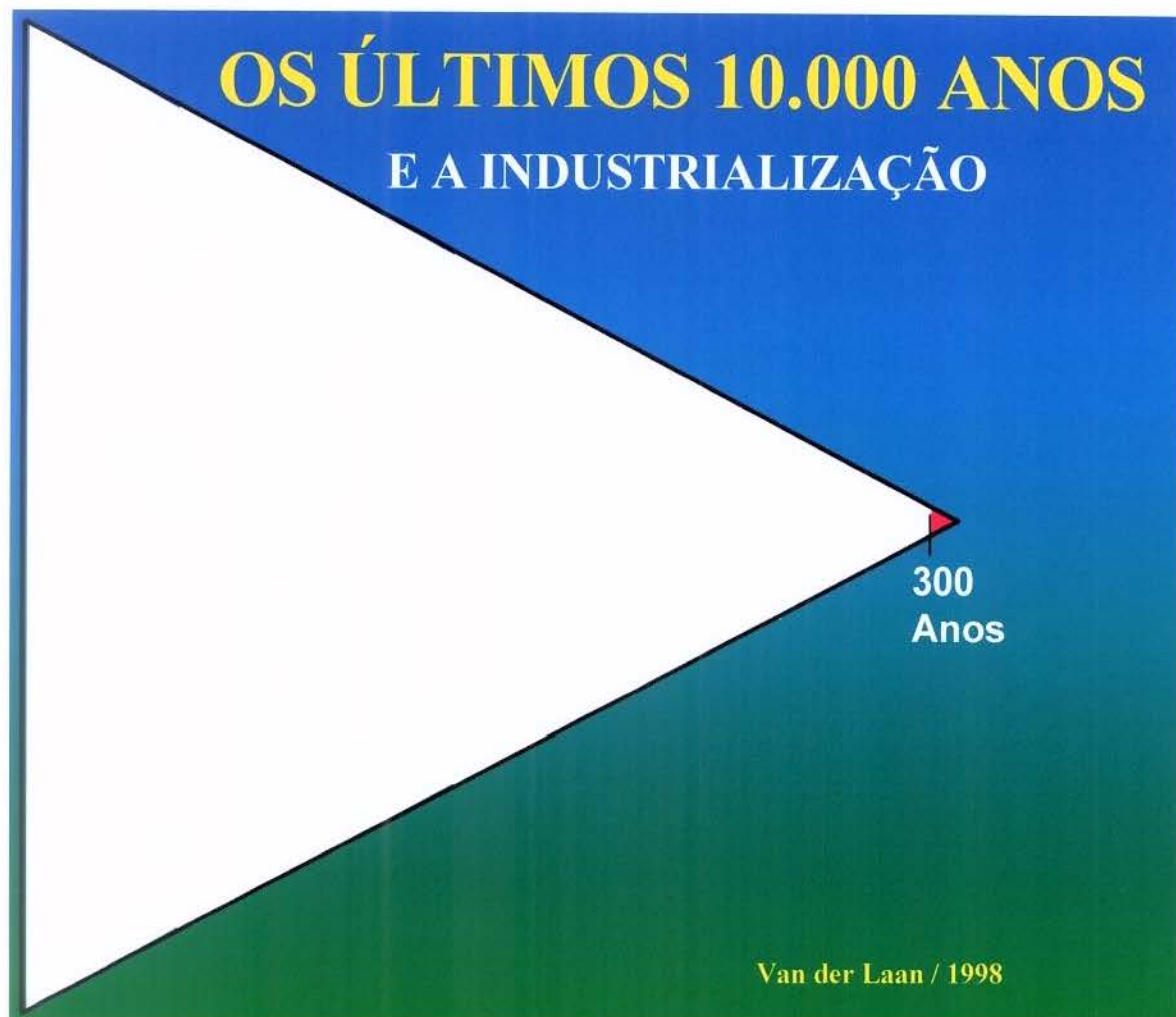 OS ÚLTIMOS 10.000 ANOS
E A INDUSTRIALIZAÇÃO
300
Anos
Van der Laan / 1998